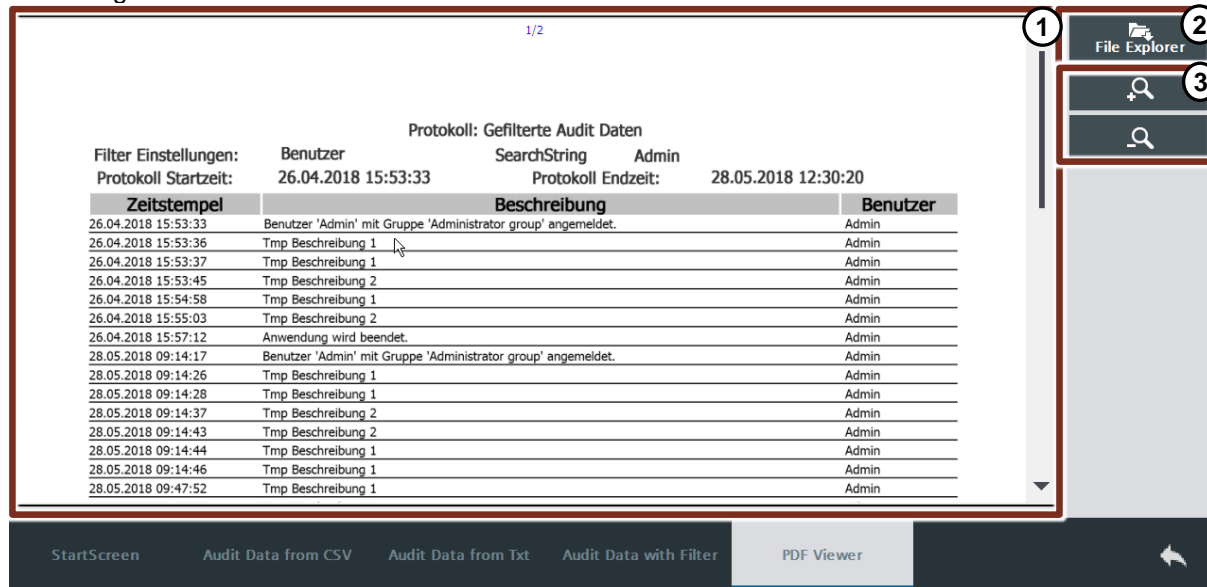 1/2
1
2
File Explorer
3
Protokoll: Gefilterte Audit Daten
Filter Einstellungen: Benutzer SearchString Admin
Protokoll Startzeit: 26.04.2018 15:53:33 Protokoll Endzeit: 28.05.2018 12:30:20
Zeitstempel Beschreibung Benutzer
26.04.2018 15:53:33 Benutzer 'Admin' mit Gruppe 'Administrator group' angemeldet. Admin
26.04.2018 15:53:36 Tmp Beschreibung 1 Admin
26.04.2018 15:53:37 Tmp Beschreibung 1 Admin
26.04.2018 15:53:45 Tmp Beschreibung 2 Admin
26.04.2018 15:54:58 Tmp Beschreibung 1 Admin
26.04.2018 15:55:03 Tmp Beschreibung 2 Admin
26.04.2018 15:57:12 Anwendung wird beendet. Admin
28.05.2018 09:14:17 Benutzer 'Admin' mit Gruppe 'Administrator group' angemeldet. Admin
28.05.2018 09:14:26 Tmp Beschreibung 1 Admin
28.05.2018 09:14:28 Tmp Beschreibung 1 Admin
28.05.2018 09:14:37 Tmp Beschreibung 2 Admin
28.05.2018 09:14:43 Tmp Beschreibung 2 Admin
28.05.2018 09:14:44 Tmp Beschreibung 1 Admin
28.05.2018 09:14:46 Tmp Beschreibung 1 Admin
28.05.2018 09:47:52 Tmp Beschreibung 1 Admin
StartScreen Audit Data from CSV Audit Data from Txt Audit Data with Filter PDF Viewer